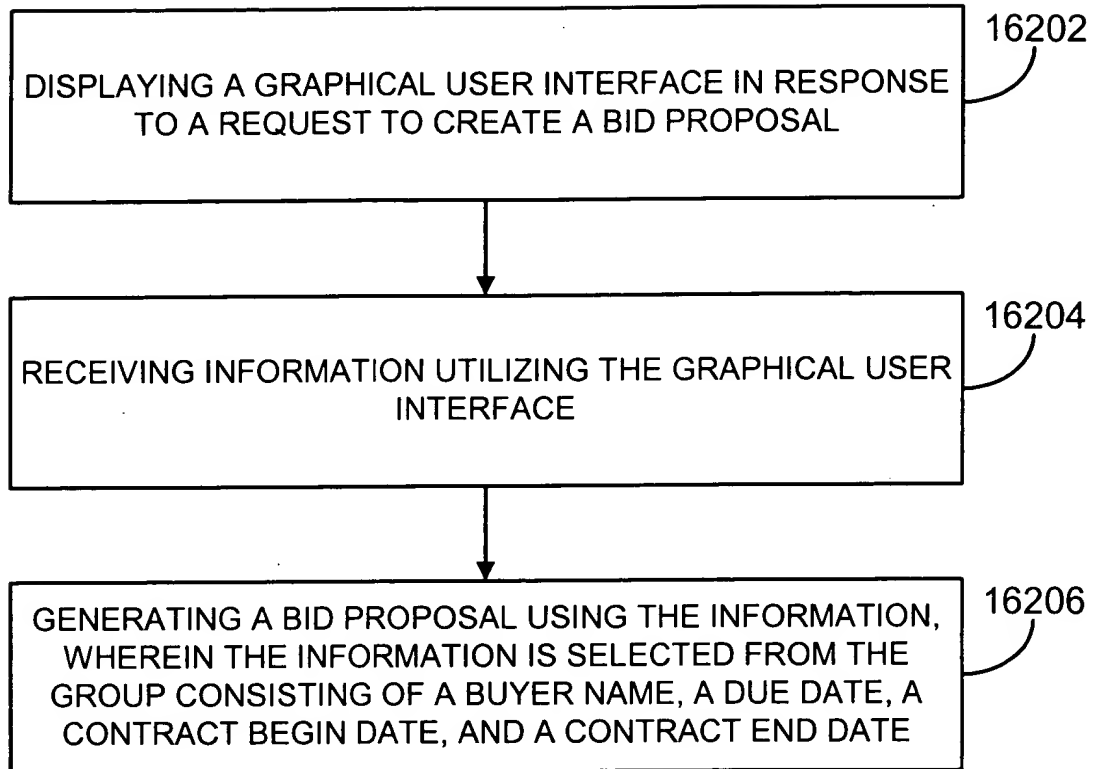 16202
DISPLAYING A GRAPHICAL USER INTERFACE IN RESPONSE
TO A REQUEST TO CREATE A BID PROPOSAL
16204
RECEIVING INFORMATION UTILIZING THE GRAPHICAL USER
INTERFACE
16206
GENERATING A BID PROPOSAL USING THE INFORMATION,
WHEREIN THE INFORMATION IS SELECTED FROM THE
GROUP CONSISTING OF A BUYER NAME, A DUE DATE, A
CONTRACT BEGIN DATE, AND A CONTRACT END DATE